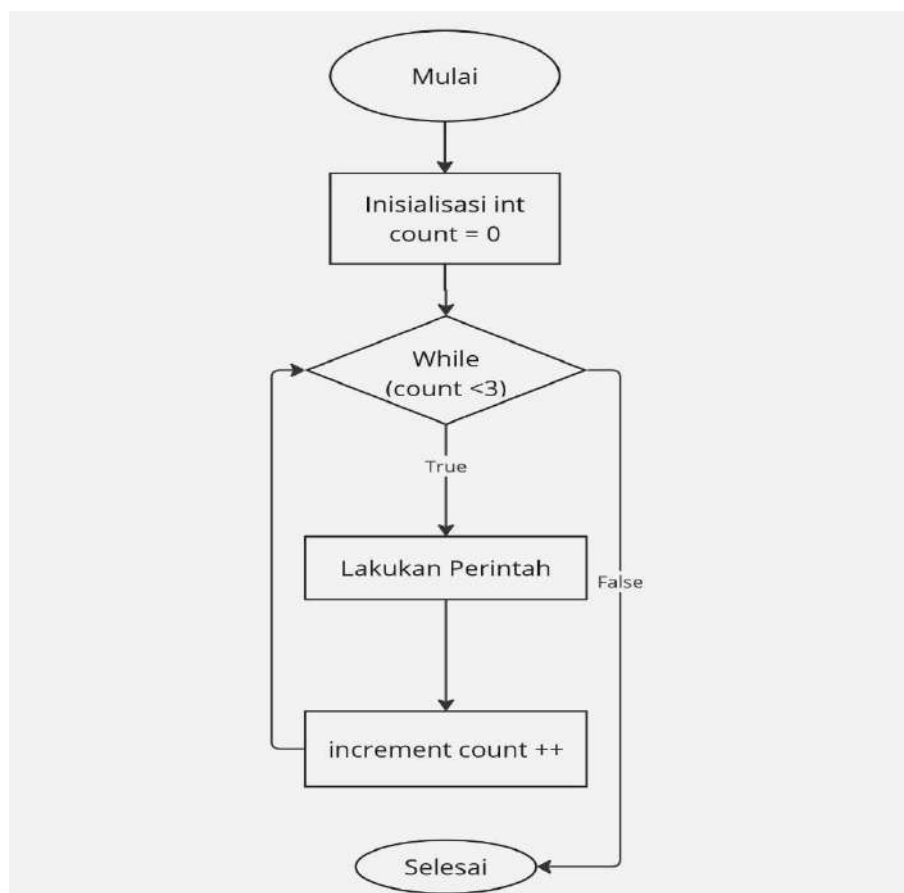 Mulai
Inisialisasi int
count = 0
While
(count <3)
True
Lakukan Perintah
False
increment count ++
Selesai